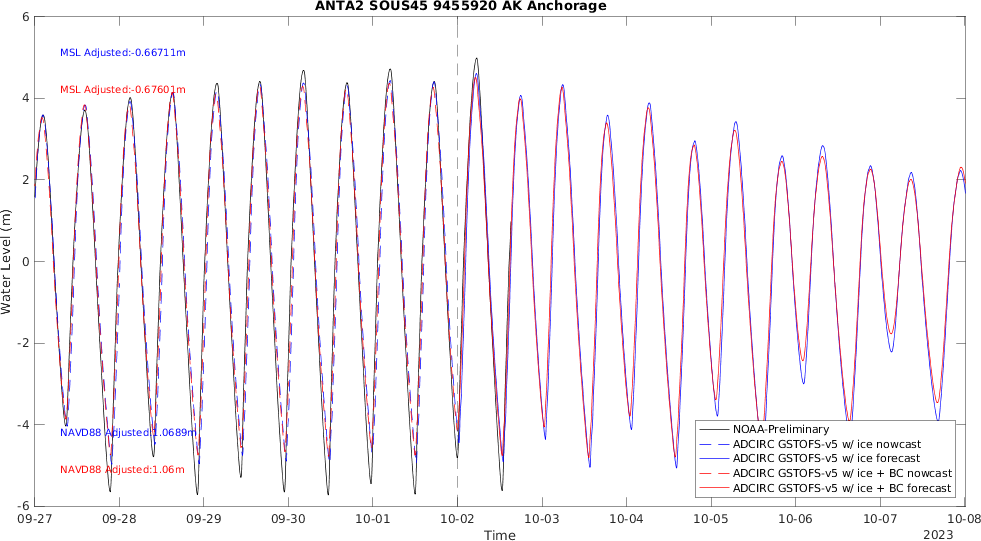 ANTA2 SOUS45 9455920 AK Anchorage
6
MSL Adjusted:-0.66711m
MSL Adjusted:-0.67601m
4
2
0
Water Level (m)
-2
-4
NAVD88 Adjusted:1.0689m
NAVD88 Adjusted:1.06m
-6
NOAA-Preliminary
ADCIRC GSTOFS-v5 w/ ice nowcast
ADCIRC GSTOFS-v5 w/ ice forecast
ADCIRC GSTOFS-v5 w/ ice + BC nowcast
ADCIRC GSTOFS-v5 w/ ice + BC forecast
09-27 09-28 09-29 09-30 10-01 10-02 10-03 10-04 10-05 10-06 10-07 10-08
2023
Time